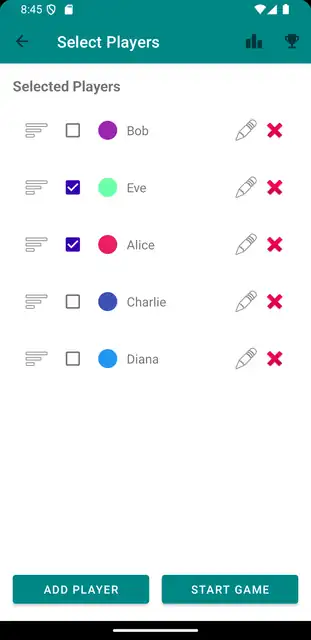 8:45
Select Players
Selected Players
Bob
Eve
Alice
Charlie
Diana
ADD PLAYER
START GAME